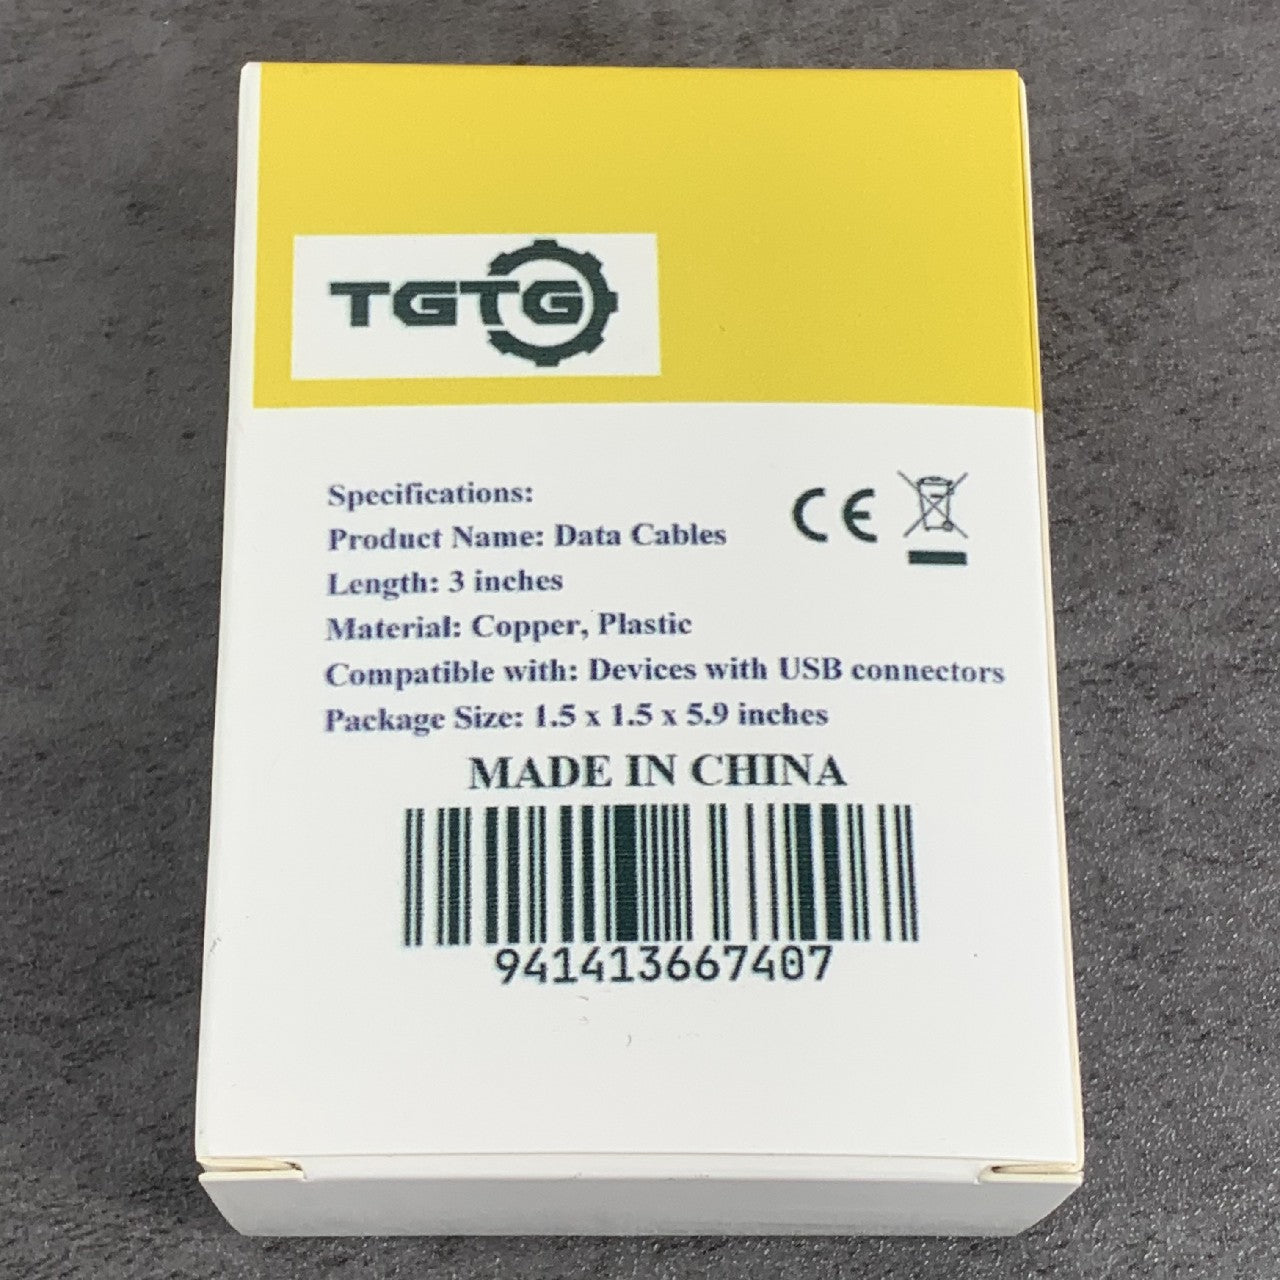 TGTG
Specifications:
Product Name: Data Cables
Length: 3 inches
Material: Copper, Plastic
Compatible with: Devices with USB connectors
Package Size: 1.5 x 1.5 x 5.9 inches
CE
MADE IN CHINA
941413667407